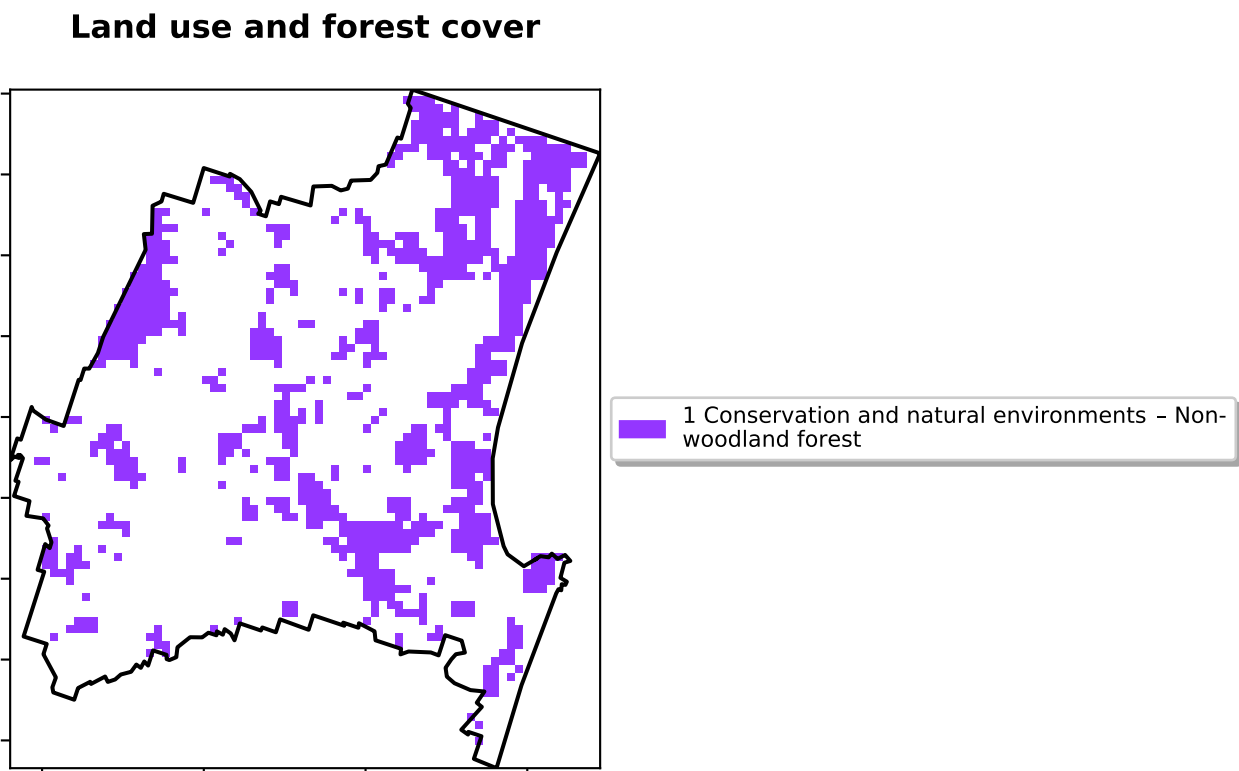 Land use and forest cover
1 Conservation and natural environments – Non-
woodland forest